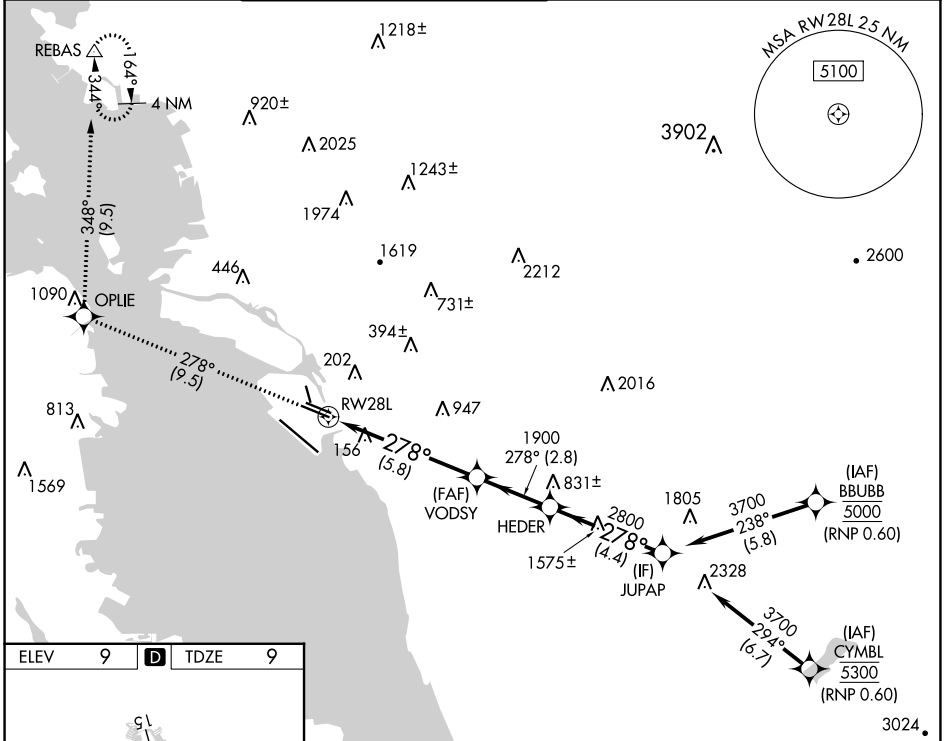 1218±
REBAS
164°
344°
4 NM
MSA RW28L 25 NM
5100
920±
2025
3902
1243±
1974
348°
(9.5)
1619
2212
2600
446
1090
OPLIE
731±
394±
278°
(9.5)
202
2016
RW28L
813
947
156
278°
(5.8)
1900
278° (2.8)
1569
(FAF)
VODSY
831±
HEDER
1805
3700
238°
(5.8)
(IAF)
BBUBB
5000
(RNP 0.60)
2800
278°
(4.4)
1575±
(IF)
JUPAP
2328
3700
294°
(6.7)
(IAF)
CYMBL
5300
(RNP 0.60)
ELEV 9 D TDZE 9
15
3024